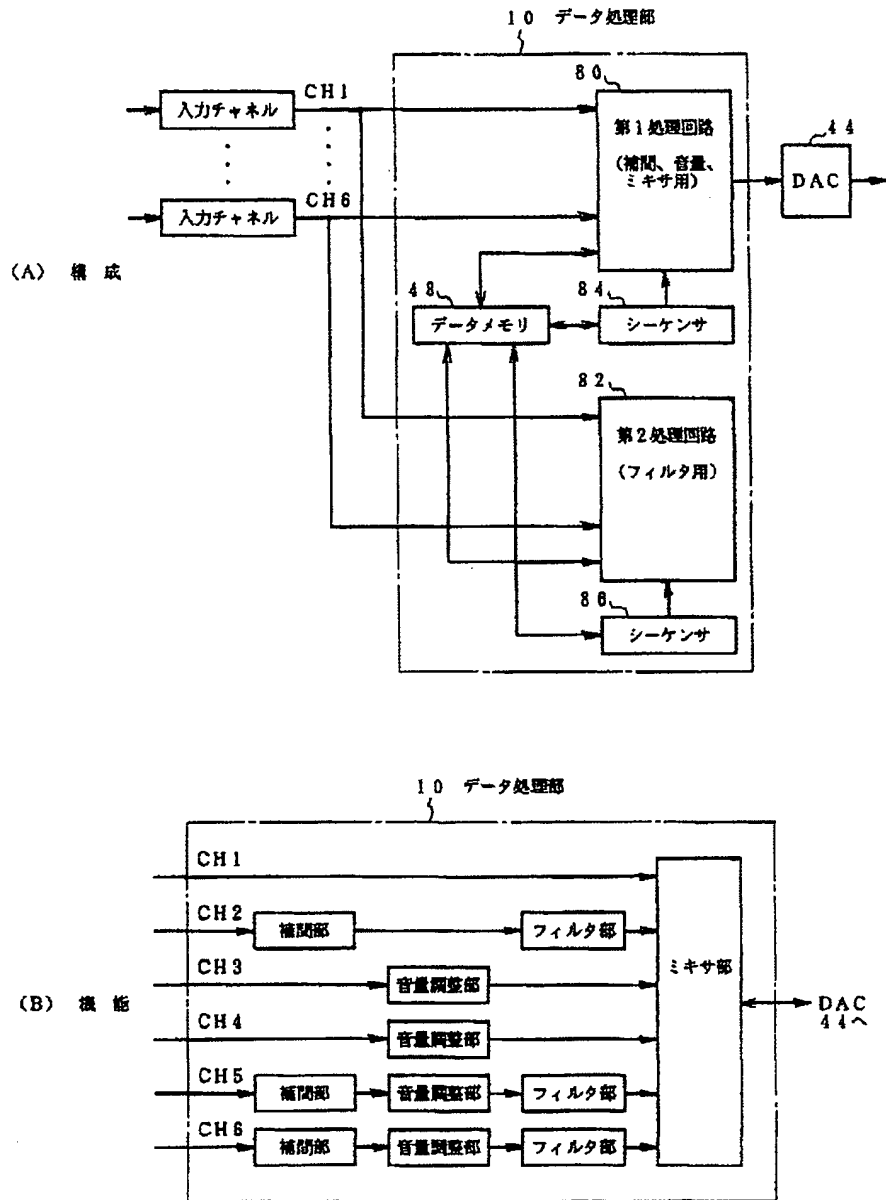 10 データ処理部
80
CH1
入力チャネル
第1処理回路
(補間、音量、
ミキサ用)
44
DAC
CH6
入力チャネル
(A) 構 成
48
84
データメモリ
シーケンサ
82
第2処理回路
(フィルタ用)
86
シーケンサ
10 データ処理部
CH1
CH2
補間部
フィルタ部
ミキサ部
CH3
音量調整部
(B) 機 能
DAC
44へ
CH4
音量調整部
CH5
補間部
音量調整部
フィルタ部
CH6
補間部
音量調整部
フィルタ部